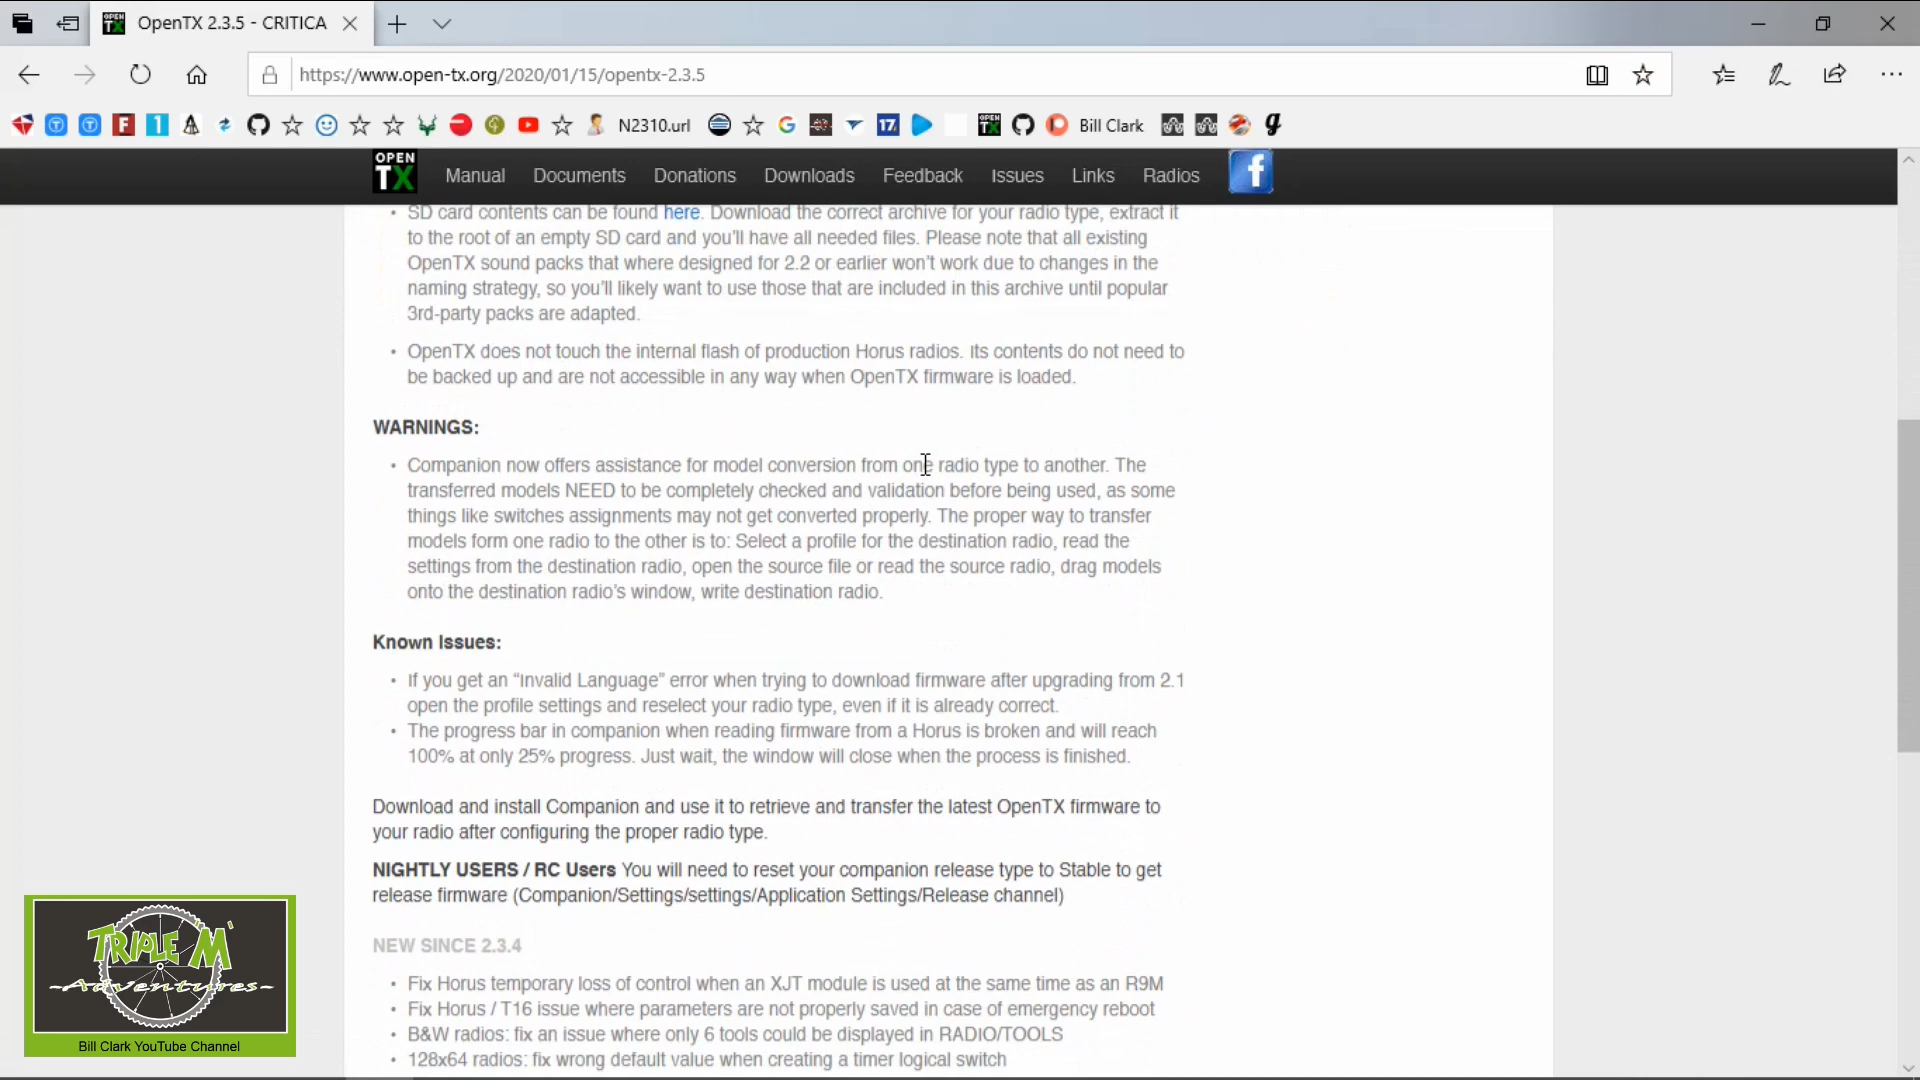 OpenTX 2.3.5 - CRITICA
https://www.open-tx.org/2020/01/15/opentx-2.3.5
N2310.url
17
Bill Clark
OPEN TX
Manual
Documents
Donations
Downloads
Feedback
Issues
Links
Radios
f
• SD card contents can be found here. Download the correct archive for your radio type, extract it
to the root of an empty SD card and you'll have all needed files. Please note that all existing
OpenTX sound packs that where designed for 2.2 or earlier won't work due to changes in the
naming strategy, so you'll likely want to use those that are included in this archive until popular
3rd-party packs are adapted.
• OpenTX does not touch the internal flash of production Horus radios. Its contents do not need to
be backed up and are not accessible in any way when OpenTX firmware is loaded.
WARNINGS:
• Companion now offers assistance for model conversion from one radio type to another. The
transferred models NEED to be completely checked and validation before being used, as some
things like switches assignments may not get converted properly. The proper way to transfer
models form one radio to the other is to: Select a profile for the destination radio, read the
settings from the destination radio, open the source file or read the source radio, drag models
onto the destination radio's window, write destination radio.
Known Issues:
• If you get an “Invalid Language” error when trying to download firmware after upgrading from 2.1
open the profile settings and reselect your radio type, even if it is already correct.
• The progress bar in companion when reading firmware from a Horus is broken and will reach
100% at only 25% progress. Just wait, the window will close when the process is finished.
Download and install Companion and use it to retrieve and transfer the latest OpenTX firmware to
your radio after configuring the proper radio type.
NIGHTLY USERS / RC Users You will need to reset your companion release type to Stable to get
release firmware (Companion/Settings/settings/Application Settings/Release channel)
NEW SINCE 2.3.4
• Fix Horus temporary loss of control when an XJT module is used at the same time as an R9M
• Fix Horus / T16 issue where parameters are not properly saved in case of emergency reboot
• B&W radios: fix an issue where only 6 tools could be displayed in RADIO/TOOLS
• 128x64 radios: fix wrong default value when creating a timer logical switch
TRIPLE M'
-Adventures-
Bill Clark YouTube Channel